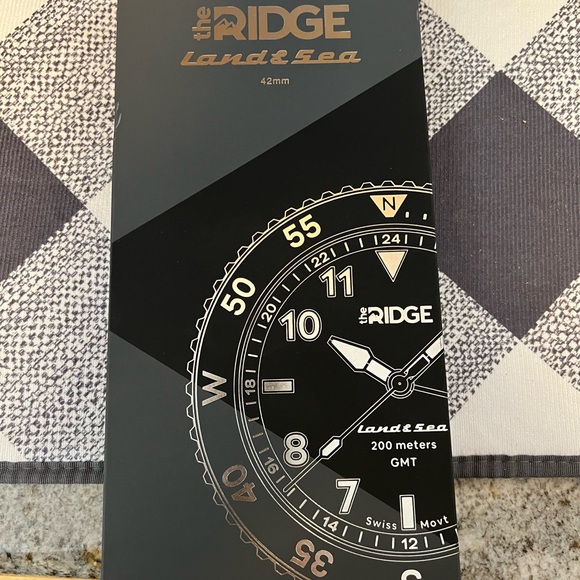 the RIDGE
Land & Sea
42mm
N
55
50
W
40
35
24
22
20
18
16
14
12
11
10
8
7
the RIDGE
Land & Sea
200 meters
GMT
Swiss Movt